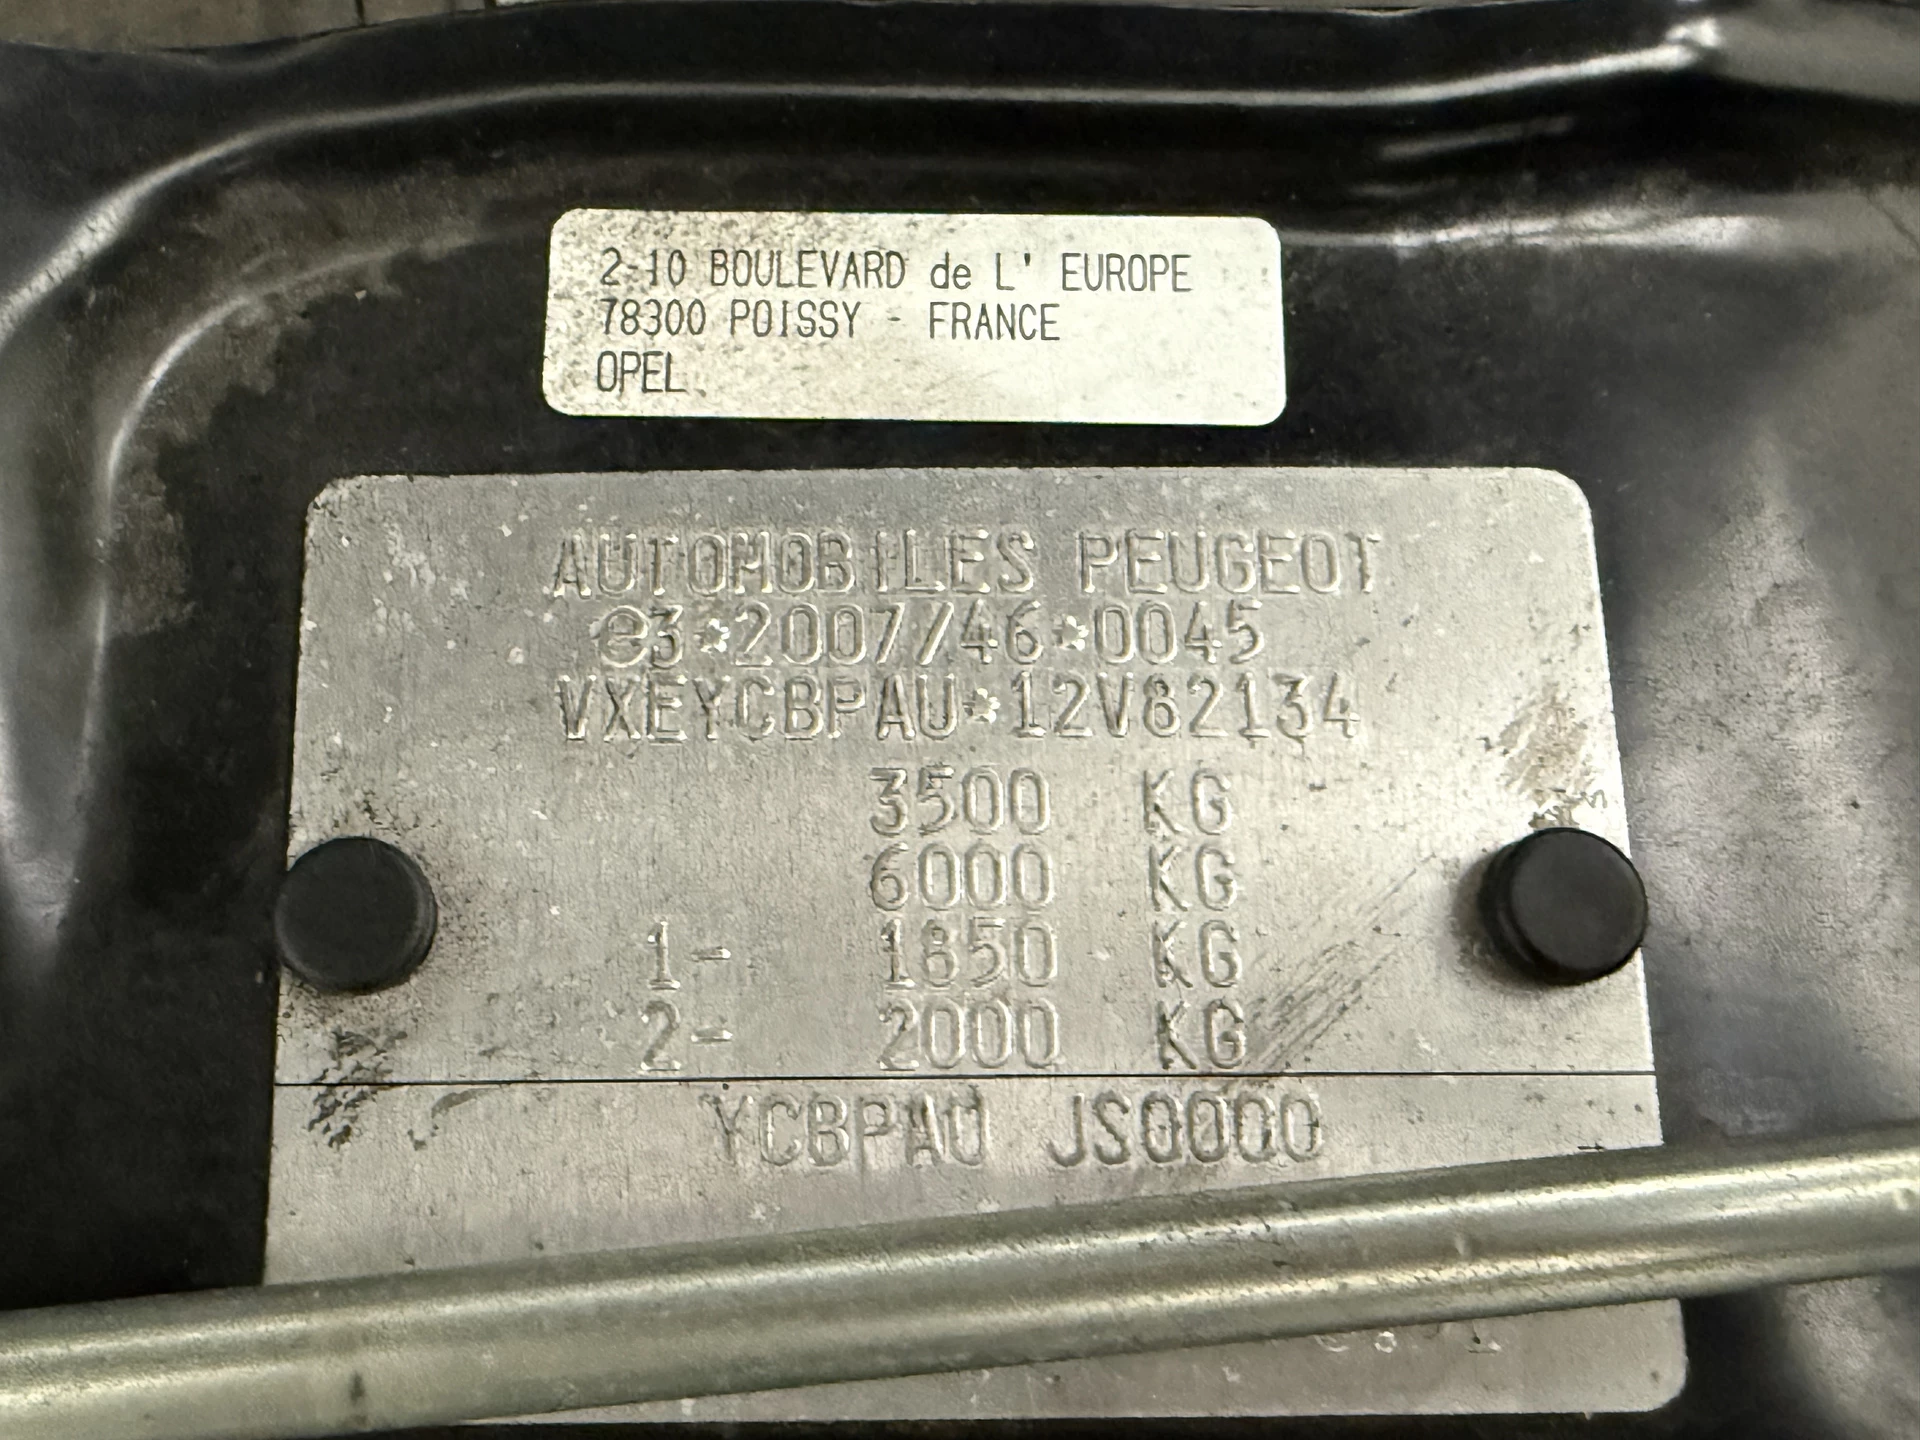 2-10 BOULEVARD de L' EUROPE
78300 POISSY - FRANCE
OPEL
AUTOMOBILES PEUGEOT
e3*2007/46*0045
VXEYCBPAU*12V82134
3500 KG
6000 KG
1- 1850 KG
2- 2000 KG
YCBPAU JS0000